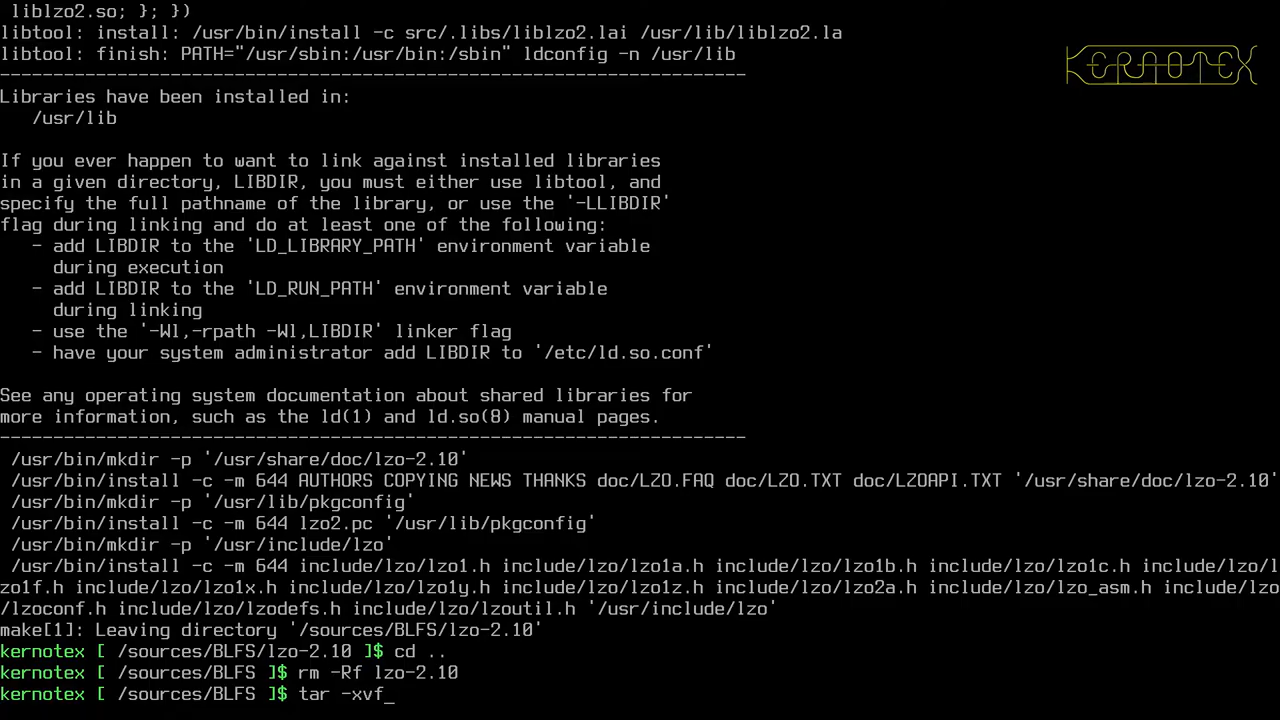 liblzo2.so; }; })
libtool: install: /usr/bin/install -c src/.libs/liblzo2.lai /usr/lib/liblzo2.la
libtool: finish: PATH="/usr/sbin:/usr/bin:/sbin" ldconfig -n /usr/lib
----------------------------------------------------------------------
KERNOTEX
Libraries have been installed in:
   /usr/lib
If you ever happen to want to link against installed libraries
in a given directory, LIBDIR, you must either use libtool, and
specify the full pathname of the library, or use the '-LLIBDIR'
flag during linking and do at least one of the following:
   - add LIBDIR to the 'LD_LIBRARY_PATH' environment variable
     during execution
   - add LIBDIR to the 'LD_RUN_PATH' environment variable
     during linking
   - use the '-Wl,-rpath -Wl,LIBDIR' linker flag
   - have your system administrator add LIBDIR to '/etc/ld.so.conf'
See any operating system documentation about shared libraries for
more information, such as the ld(1) and ld.so(8) manual pages.
----------------------------------------------------------------------
 /usr/bin/mkdir -p '/usr/share/doc/lzo-2.10'
 /usr/bin/install -c -m 644 AUTHORS COPYING NEWS THANKS doc/LZO.FAQ doc/LZO.TXT doc/LZOAPI.TXT '/usr/share/doc/lzo-2.10'
 /usr/bin/mkdir -p '/usr/lib/pkgconfig'
 /usr/bin/install -c -m 644 lzo2.pc '/usr/lib/pkgconfig'
 /usr/bin/mkdir -p '/usr/include/lzo'
 /usr/bin/install -c -m 644 include/lzo/lzo1.h include/lzo/lzo1a.h include/lzo/lzo1b.h include/lzo/lzo1c.h include/lzo/l
zo1f.h include/lzo/lzo1x.h include/lzo/lzo1y.h include/lzo/lzo1z.h include/lzo/lzo2a.h include/lzo/lzo_asm.h include/lzo
/lzoconf.h include/lzo/lzodefs.h include/lzo/lzoutil.h '/usr/include/lzo'
make[1]: Leaving directory '/sources/BLFS/lzo-2.10'
kernotex [ /sources/BLFS/lzo-2.10 ]$ cd ..
kernotex [ /sources/BLFS ]$ rm -Rf lzo-2.10
kernotex [ /sources/BLFS ]$ tar -xvf_